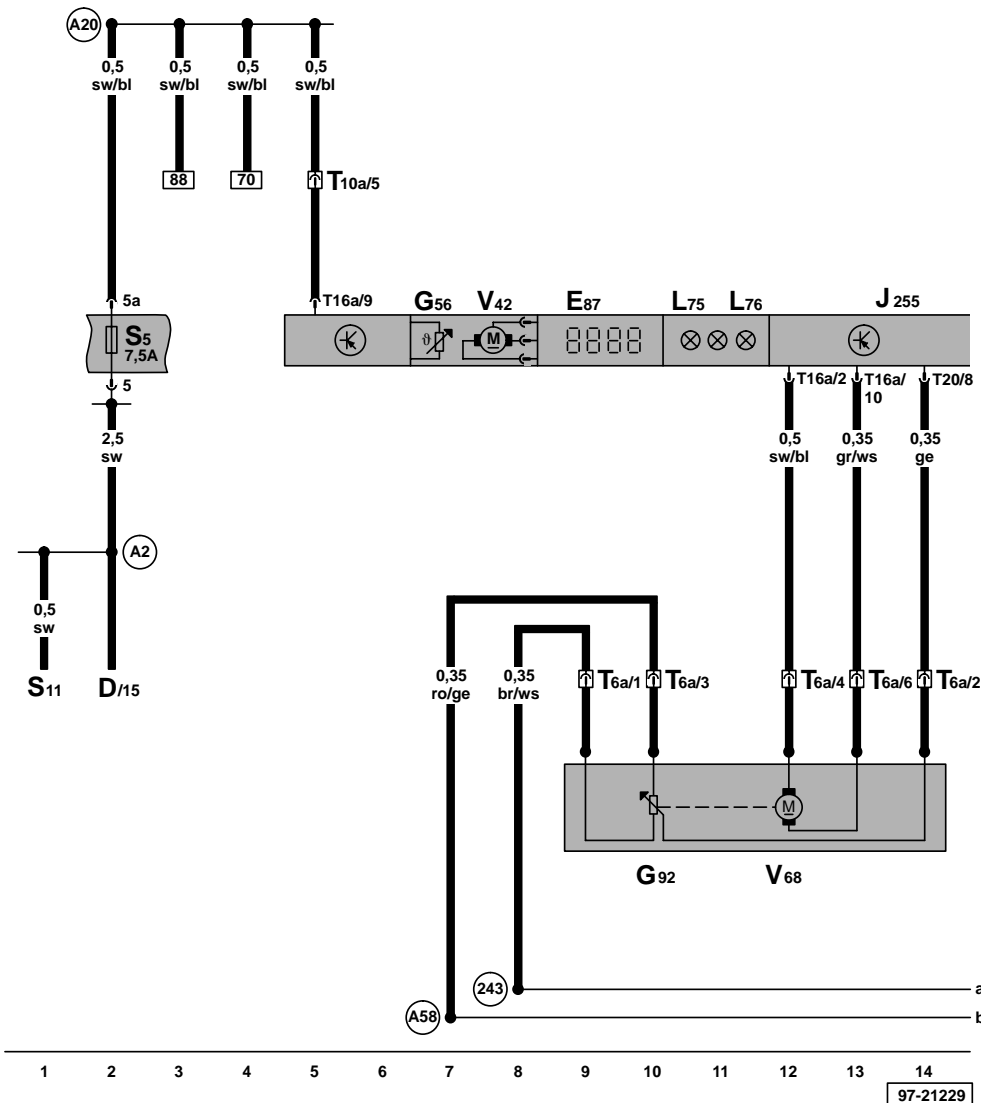 A20
0,5 0,5 0,5 0,5
sw/bl sw/bl sw/bl sw/bl
88 70 T10a/5
5a T16a/9 G56 V42 E87 L75 L76 J255
S5
7,5A
ϑ M
5 T16a/2 T16a/10 T20/8
2,5
sw
0,5 0,35 0,35
sw/bl gr/ws ge
A2
0,5
sw
S11 D/15
0,35 0,35
ro/ge br/ws
T6a/1 T6a/3 T6a/4 T6a/6 T6a/2
M
G92 V68
243 a
A58 b
1 2 3 4 5 6 7 8 9 10 11 12 13 14
97-21229